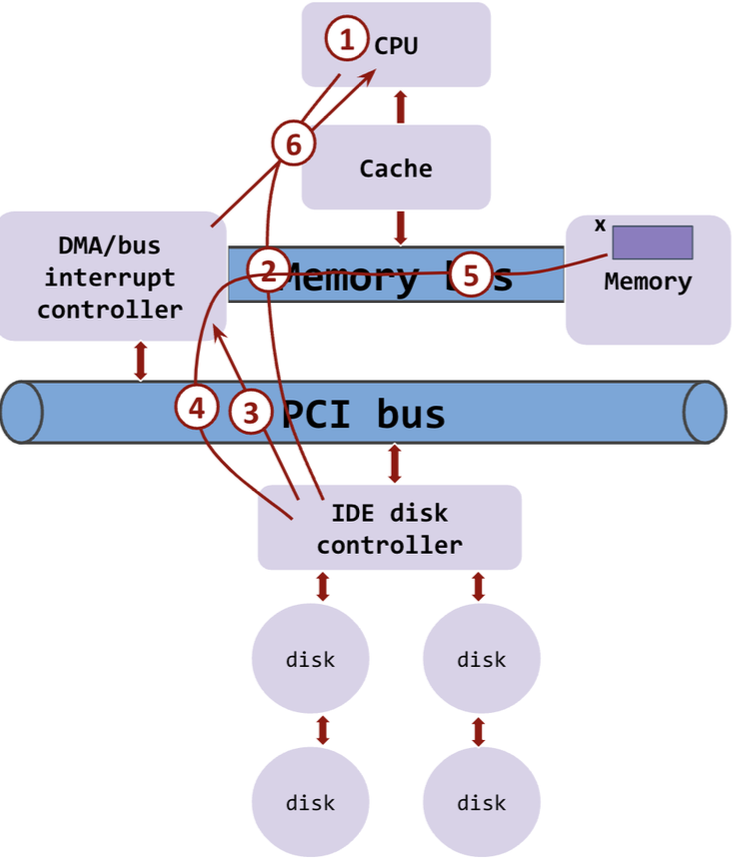 1 CPU
6
Cache
DMA/bus
interrupt
controller
x
Memory
2 Memory bus 5
4 3 PCI bus
IDE disk
controller
disk disk
disk disk